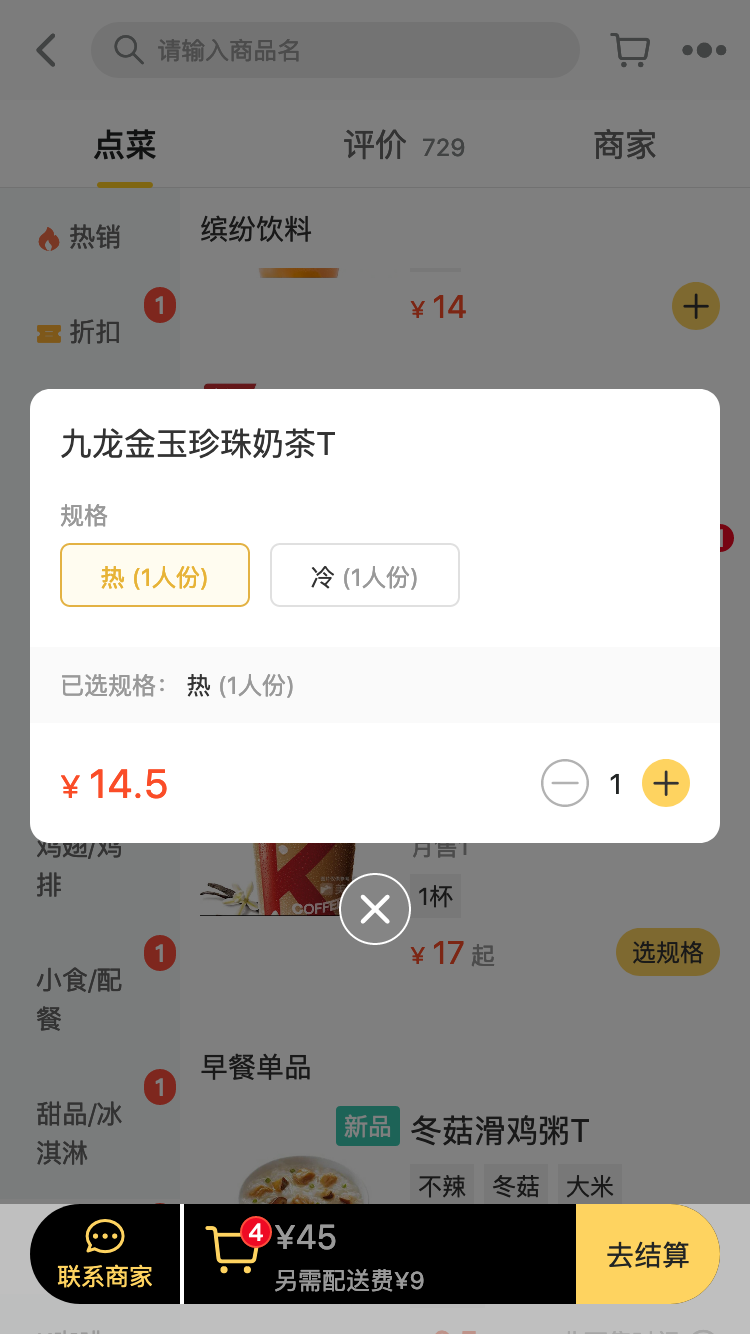 请输入商品名
点菜
评价 729
商家
热销
缤纷饮料
1
¥ 14
折扣
九龙金玉珍珠奶茶T
规格
热 (1人份)
冷 (1人份)
已选规格： 热 (1人份)
¥ 14.5
1
鸡翅/鸡
排
月售1
1杯
COFFE
¥ 17 起
选规格
1
小食/配
餐
早餐单品
1
甜品/冰
淇淋
新品
冬菇滑鸡粥T
不辣 冬菇 大米
联系商家
4
¥45
另需配送费¥9
去结算